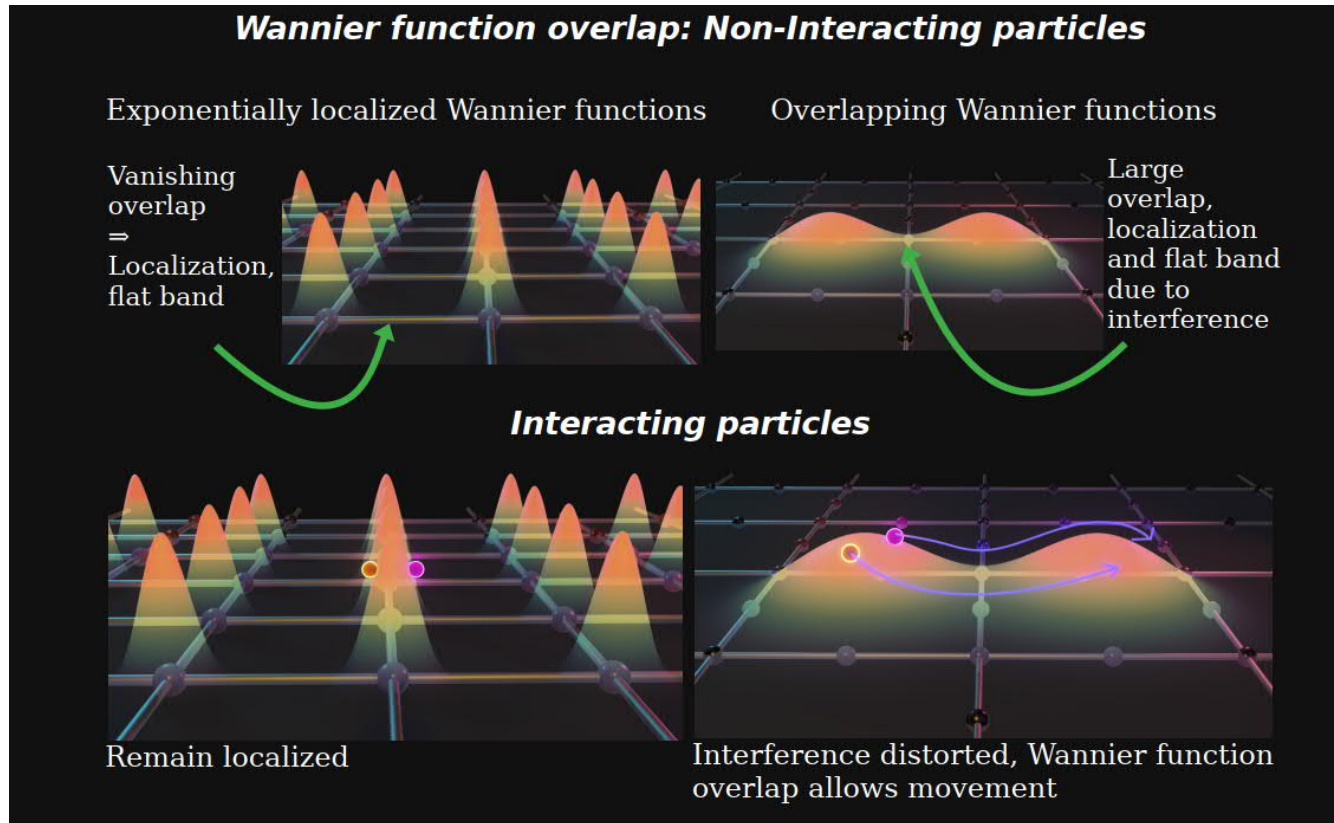 Wannier function overlap: Non-Interacting particles
Exponentially localized Wannier functions
Overlapping Wannier functions
Vanishing
overlap
⇒
Localization,
flat band
Large
overlap,
localization
and flat band
due to
interference
Interacting particles
Remain localized
Interference distorted, Wannier function
overlap allows movement